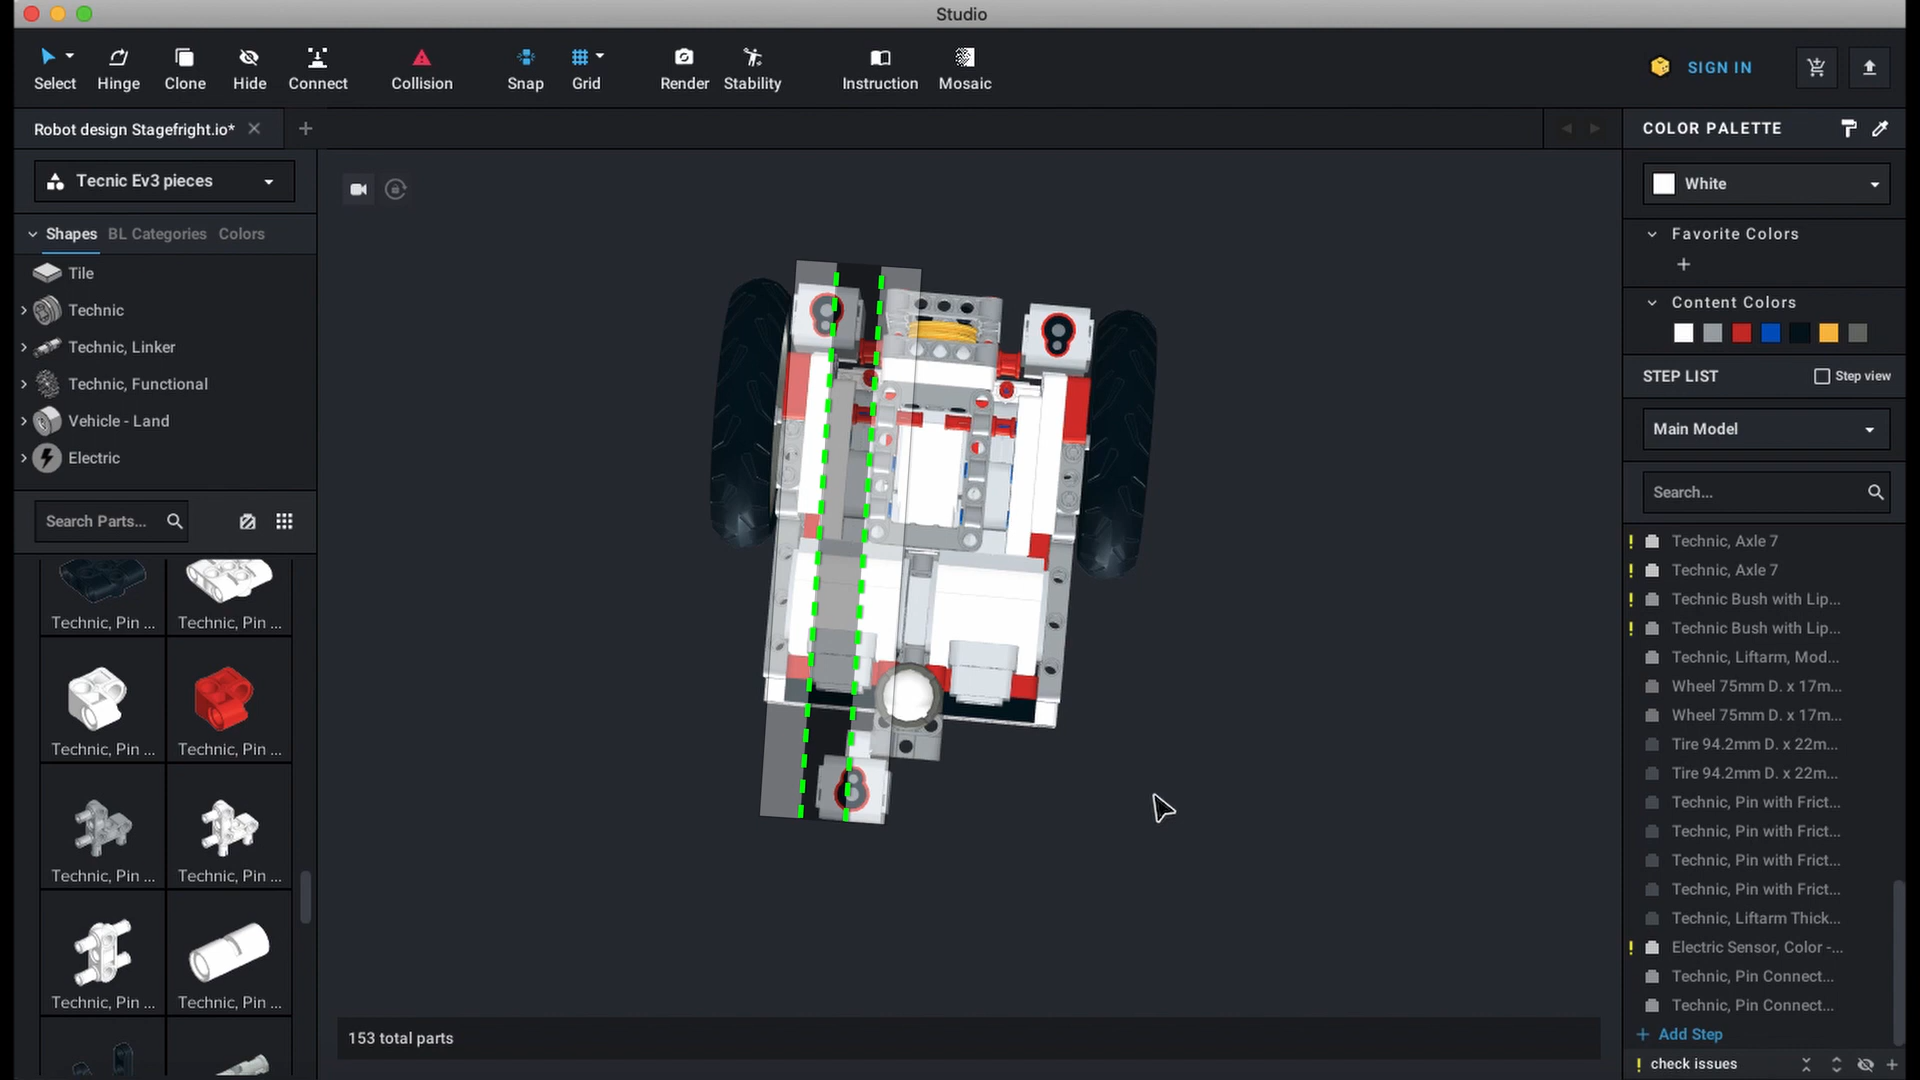 Studio
Select
Hinge
Clone
Hide
Connect
Collision
Snap
Grid
Render
Stability
Instruction
Mosaic
SIGN IN
Robot design Stagefright.io*
Tecnic Ev3 pieces
Shapes
BL Categories
Colors
Tile
Technic
Technic, Linker
Technic, Functional
Vehicle - Land
Electric
Search Parts...
Technic, Pin ...
Technic, Pin ...
Technic, Pin ...
Technic, Pin ...
Technic, Pin ...
Technic, Pin ...
Technic, Pin ...
Technic, Pin ...
153 total parts
COLOR PALETTE
White
Favorite Colors
Content Colors
STEP LIST
Step view
Main Model
Search...
Technic, Axle 7
Technic, Axle 7
Technic Bush with Lip...
Technic Bush with Lip...
Technic, Liftarm, Mod...
Wheel 75mm D. x 17m...
Wheel 75mm D. x 17m...
Tire 94.2mm D. x 22m...
Tire 94.2mm D. x 22m...
Technic, Pin with Frict...
Technic, Pin with Frict...
Technic, Pin with Frict...
Technic, Pin with Frict...
Technic, Liftarm Thick...
Electric Sensor, Color -...
Technic, Pin Connect...
Technic, Pin Connect...
+ Add Step
! check issues